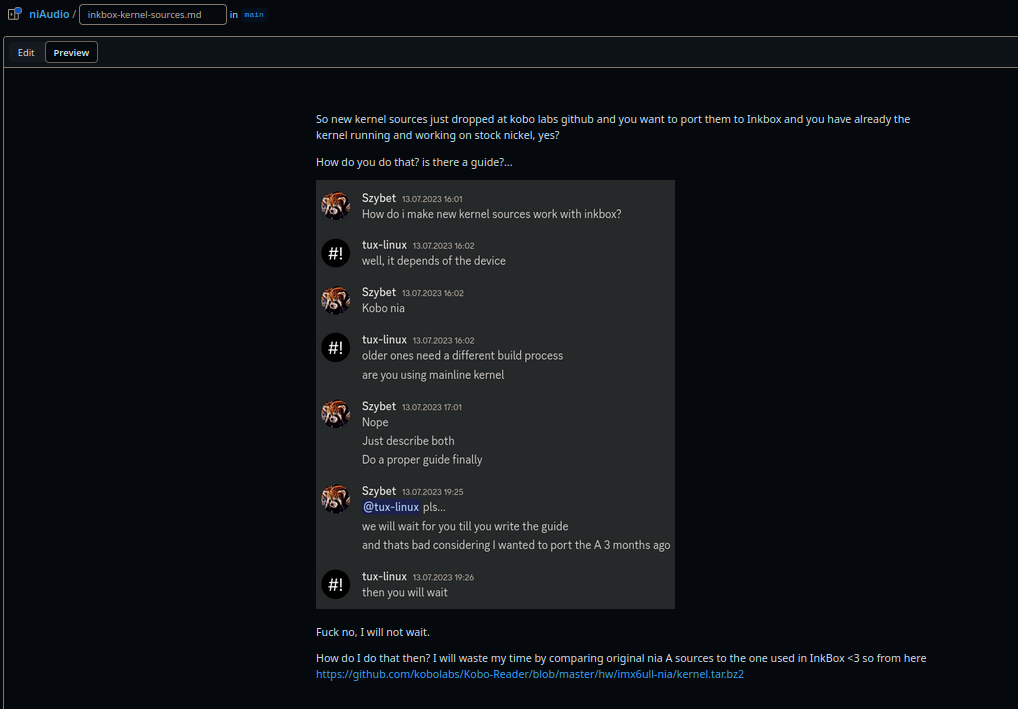 niAudio / inkbox-kernel-sources.md in main
Edit Preview
So new kernel sources just dropped at kobo labs github and you want to port them to Inkbox and you have already the
kernel running and working on stock nickel, yes?
How do you do that? is there a guide?...
Szybet 13.07.2023 16:01
How do i make new kernel sources work with inkbox?
#!
tux-linux 13.07.2023 16:02
well, it depends of the device
Szybet 13.07.2023 16:02
Kobo nia
#!
tux-linux 13.07.2023 16:02
older ones need a different build process
are you using mainline kernel
Szybet 13.07.2023 17:01
Nope
Just describe both
Do a proper guide finally
Szybet 13.07.2023 19:25
@tux-linux pls...
we will wait for you till you write the guide
and thats bad considering I wanted to port the A 3 months ago
#!
tux-linux 13.07.2023 19:26
then you will wait
Fuck no, I will not wait.
How do I do that then? I will waste my time by comparing original nia A sources to the one used in InkBox <3 so from here
https://github.com/kobolabs/Kobo-Reader/blob/master/hw/imx6ull-nia/kernel.tar.bz2